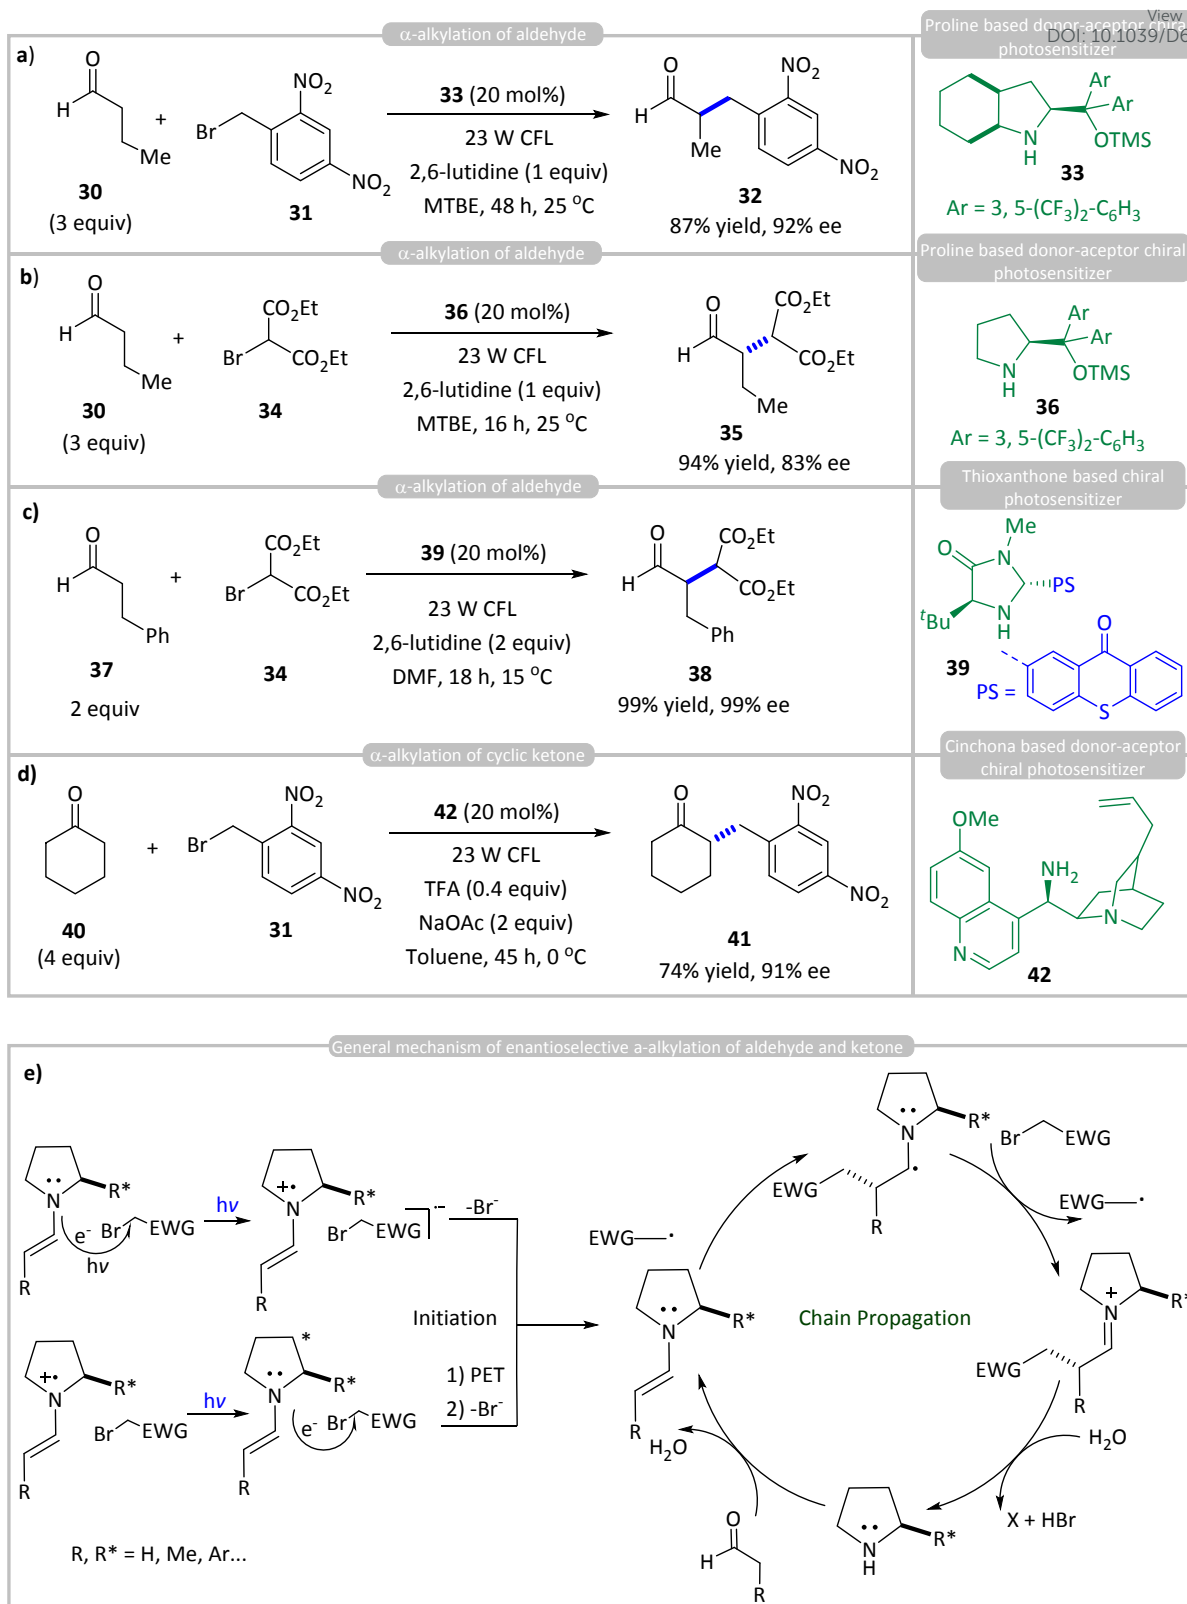 View
DOI: 10.1039/D6
α-alkylation of aldehyde
Proline based donor-aceptor chiral
photosensitizer
a)
O
H
Me
30
(3 equiv)
+
Br
NO2
NO2
31
33 (20 mol%)
23 W CFL
2,6-lutidine (1 equiv)
MTBE, 48 h, 25 °C
O
H
Me
NO2
NO2
32
87% yield, 92% ee
Ar
Ar
OTMS
N
H
33
Ar = 3, 5-(CF3)2-C6H3
α-alkylation of aldehyde
Proline based donor-aceptor chiral
photosensitizer
b)
O
H
Me
30
(3 equiv)
+
CO2Et
Br
CO2Et
34
36 (20 mol%)
23 W CFL
2,6-lutidine (1 equiv)
MTBE, 16 h, 25 °C
O
CO2Et
H
CO2Et
Me
35
94% yield, 83% ee
Ar
Ar
N
H
OTMS
36
Ar = 3, 5-(CF3)2-C6H3
α-alkylation of aldehyde
Thioxanthone based chiral
photosensitizer
c)
O
H
Ph
37
2 equiv
+
CO2Et
Br
CO2Et
34
39 (20 mol%)
23 W CFL
2,6-lutidine (2 equiv)
DMF, 18 h, 15 °C
O
CO2Et
H
CO2Et
Ph
38
99% yield, 99% ee
Me
O
N
PS
tBu
N
H
39
PS =
O
S
α-alkylation of cyclic ketone
Cinchona based donor-aceptor
chiral photosensitizer
d)
O
40
(4 equiv)
+
Br
NO2
NO2
31
42 (20 mol%)
23 W CFL
TFA (0.4 equiv)
NaOAc (2 equiv)
Toluene, 45 h, 0 °C
O
NO2
NO2
41
74% yield, 91% ee
OMe
NH2
N
N
42
General mechanism of enantioselective a-alkylation of aldehyde and ketone
e)
N
R*
e- Br EWG
hν
R
hν
+•
N
R*
Br EWG
•-
R
-Br-
Initiation
1) PET
2) -Br-
+•
N
R*
Br EWG
R
hν
*
N
R*
e- Br EWG
R
R, R* = H, Me, Ar...
EWG
N
R*
R
Chain Propagation
N
R*
EWG
R
Br EWG
EWG
+
N
R*
EWG
R
H2O
X + HBr
N
H
R*
H2O
O
H
R